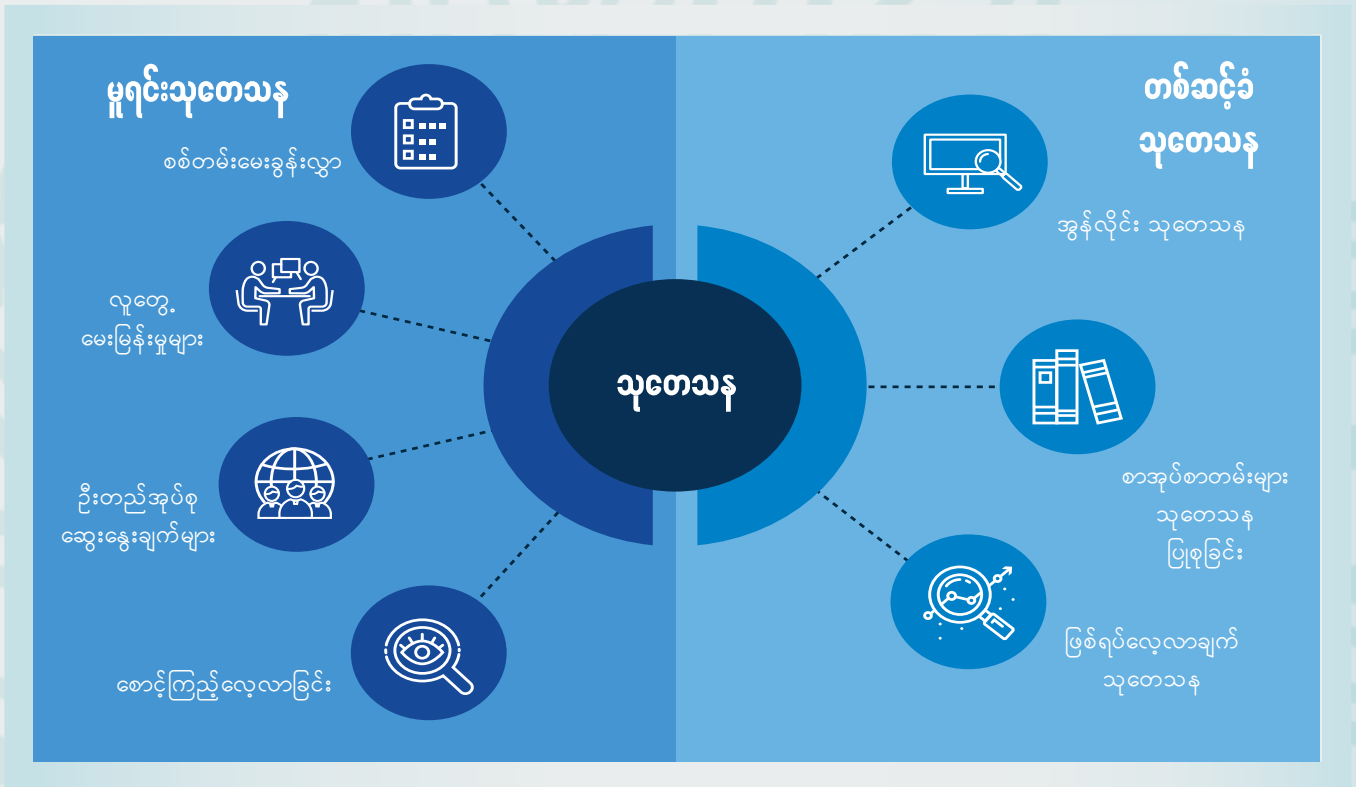 မူရင်းသုတေသန
စစ်တမ်းမေးခွန်းလွှာ
လူတွေ့
မေးမြန်းမှုများ
ဦးတည်အုပ်စု
ဆွေးနွေးချက်များ
စောင့်ကြည့်လေ့လာခြင်း
သုတေသန
တစ်ဆင့်ခံ
သုတေသန
အွန်လိုင်း သုတေသန
စာအုပ်စာတမ်းများ
သုတေသန
ပြုစုခြင်း
ဖြစ်ရပ်လေ့လာချက်
သုတေသန